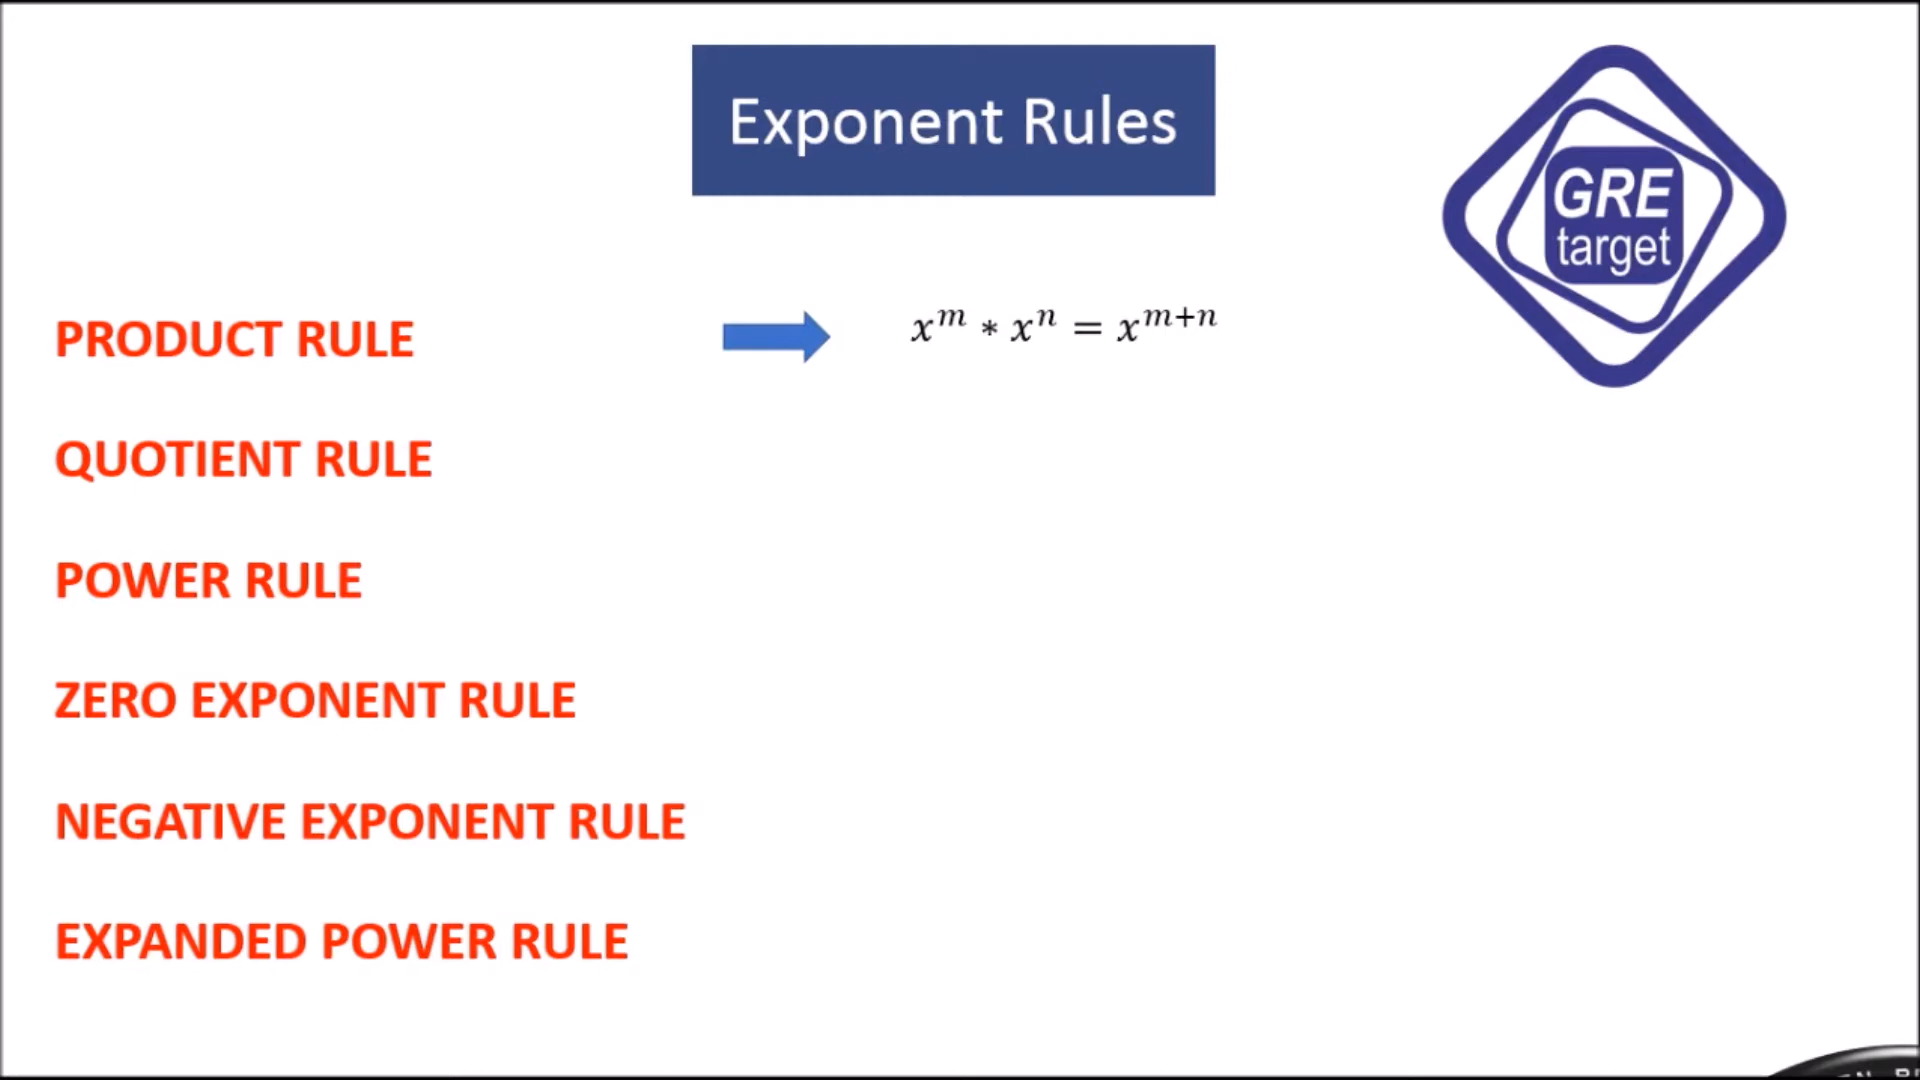 Exponent Rules
GRE
target
PRODUCT RULE
x^m * x^n = x^{m+n}
QUOTIENT RULE
POWER RULE
ZERO EXPONENT RULE
NEGATIVE EXPONENT RULE
EXPANDED POWER RULE